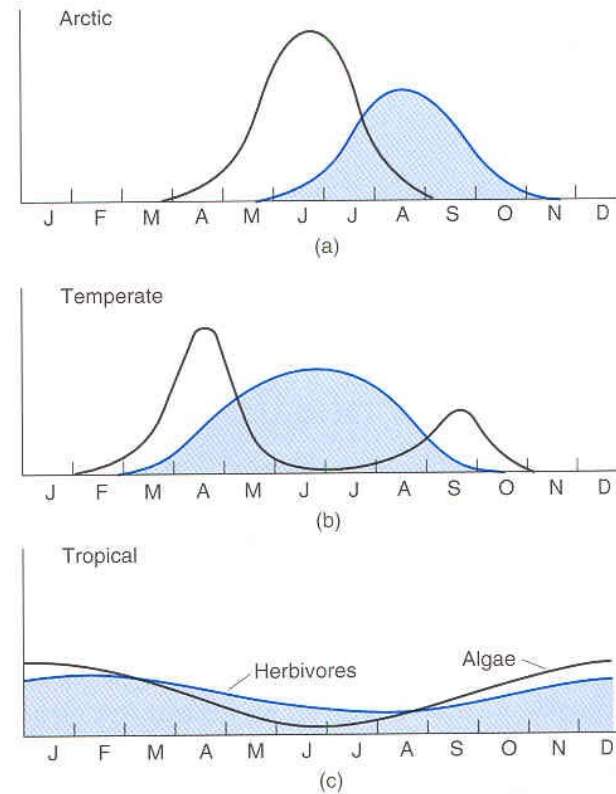 Arctic
J F M A M J J A S O N D
(a)
Temperate
J F M A M J J A S O N D
(b)
Tropical
Herbivores
Algae
J F M A M J J A S O N D
(c)